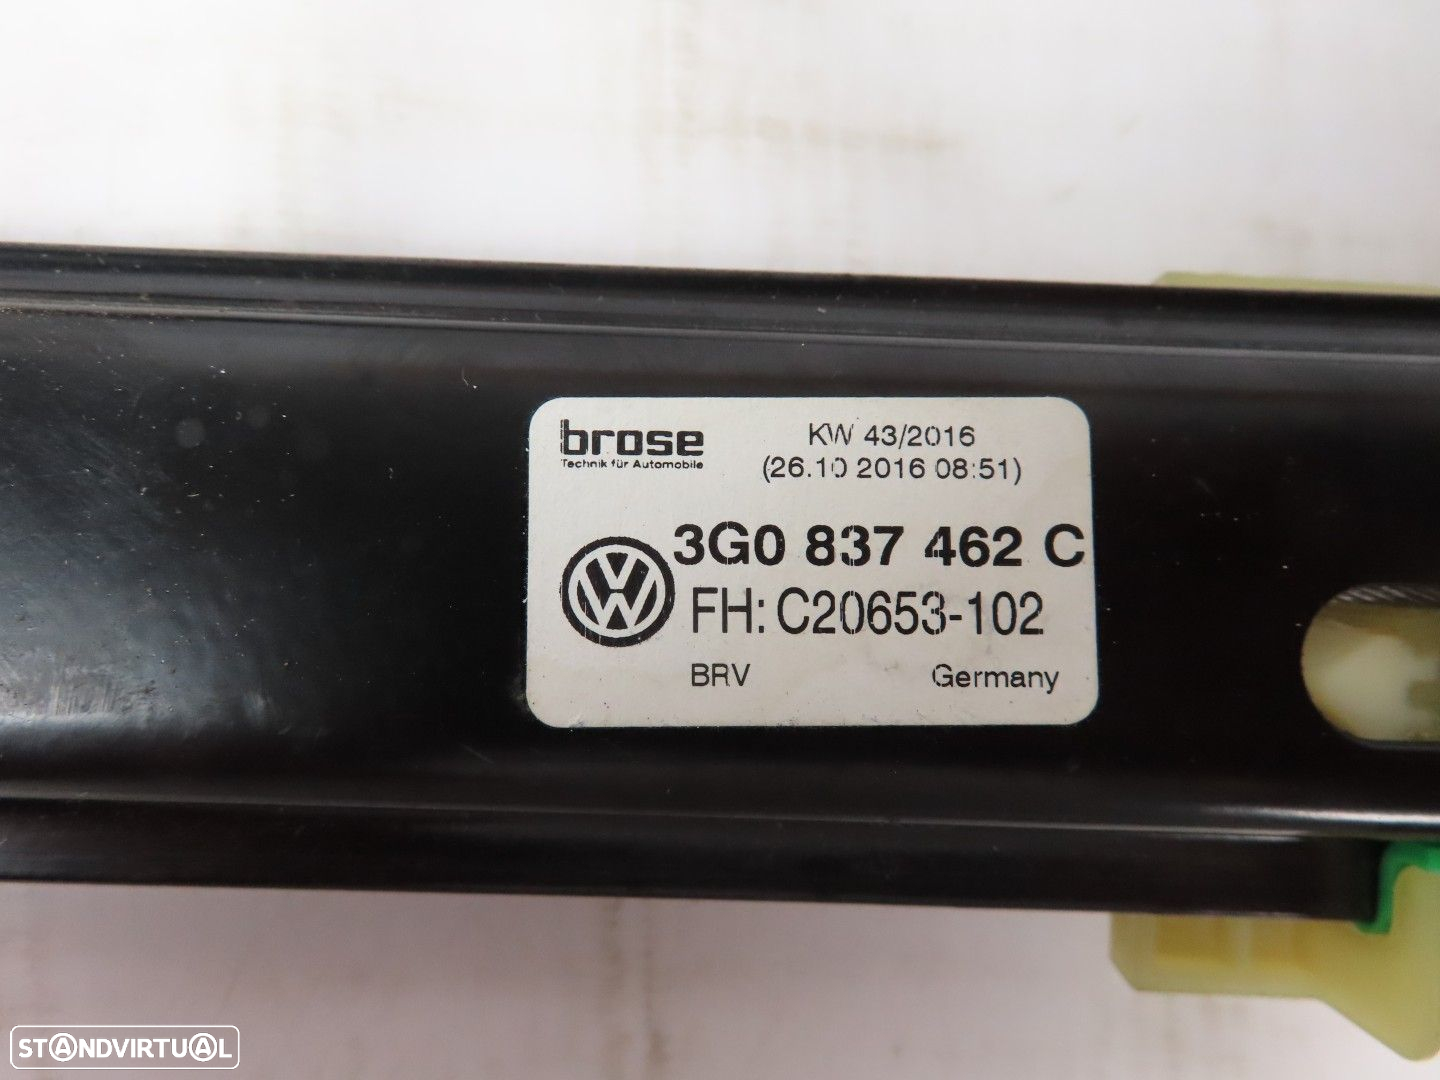 brose
Technik für Automobile
KW 43/2016
(26.10 2016 08:51)
3G0 837 462 C
FH: C20653-102
BRV Germany
STANDVIRTUAL